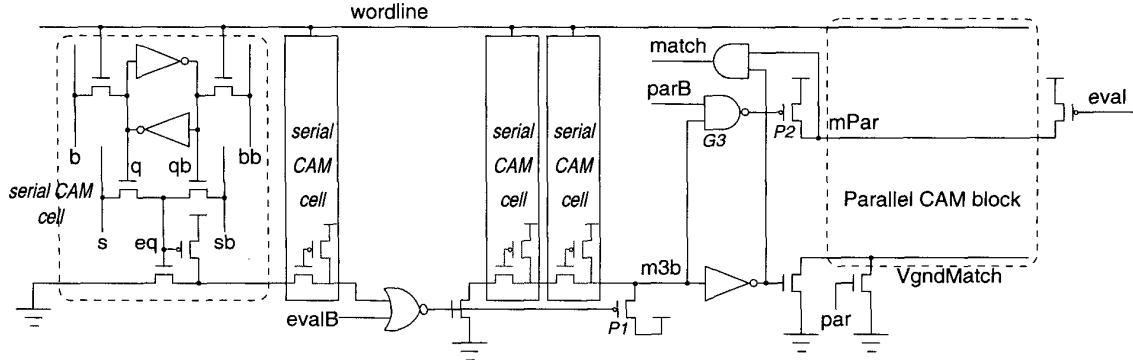 wordline
match
parB
G3
P2
mPar
eval
b
q
qb
bb
serial CAM cell
s
eq
sb
serial CAM cell
serial CAM cell
serial CAM cell
evalB
P1
m3b
par
Parallel CAM block
VgndMatch